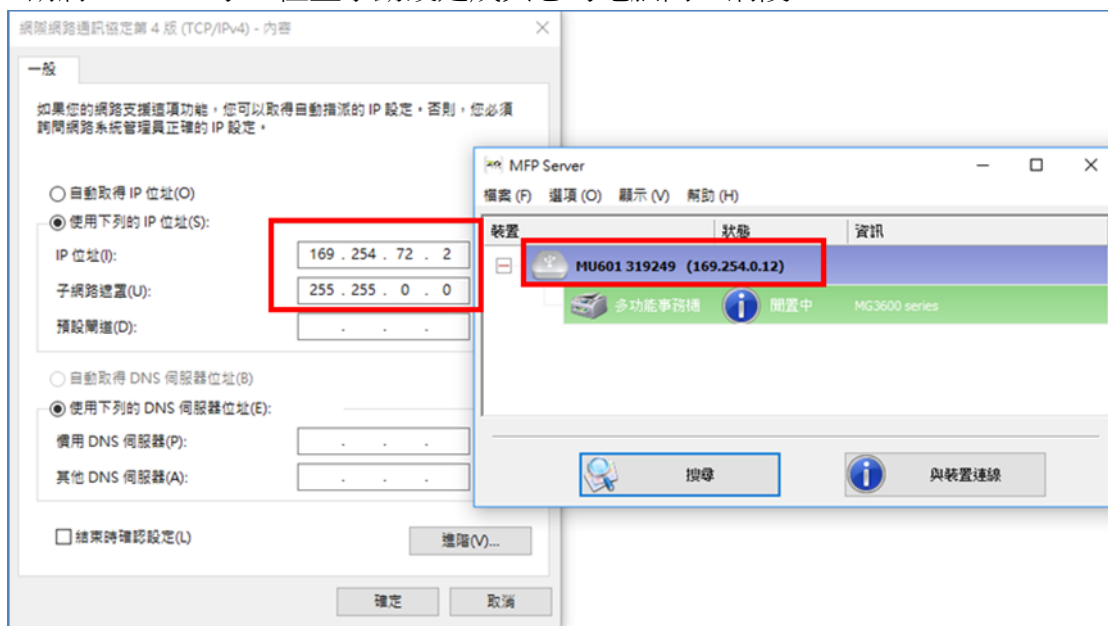 網際網路通訊協定第 4 版 (TCP/IPv4) - 內容
一般
如果您的網路支援這項功能，您可以取得自動指派的 IP 設定。否則，您必須
詢問網路系統管理員正確的 IP 設定。
自動取得 IP 位址(O)
使用下列的 IP 位址(S):
IP 位址(I):
169 . 254 . 72 . 2
子網路遮罩(U):
255 . 255 . 0 . 0
預設閘道(D):
自動取得 DNS 伺服器位址(B)
使用下列的 DNS 伺服器位址(E):
慣用 DNS 伺服器(P):
其他 DNS 伺服器(A):
結束時確認設定(L)
進階(V)...
確定
取消
MFP Server
檔案 (F) 選項 (O) 顯示 (V) 幫助 (H)
裝置 狀態 資訊
MU601 319249 (169.254.0.12)
多功能事務機 閒置中 MG3600 series
搜尋
與裝置連線